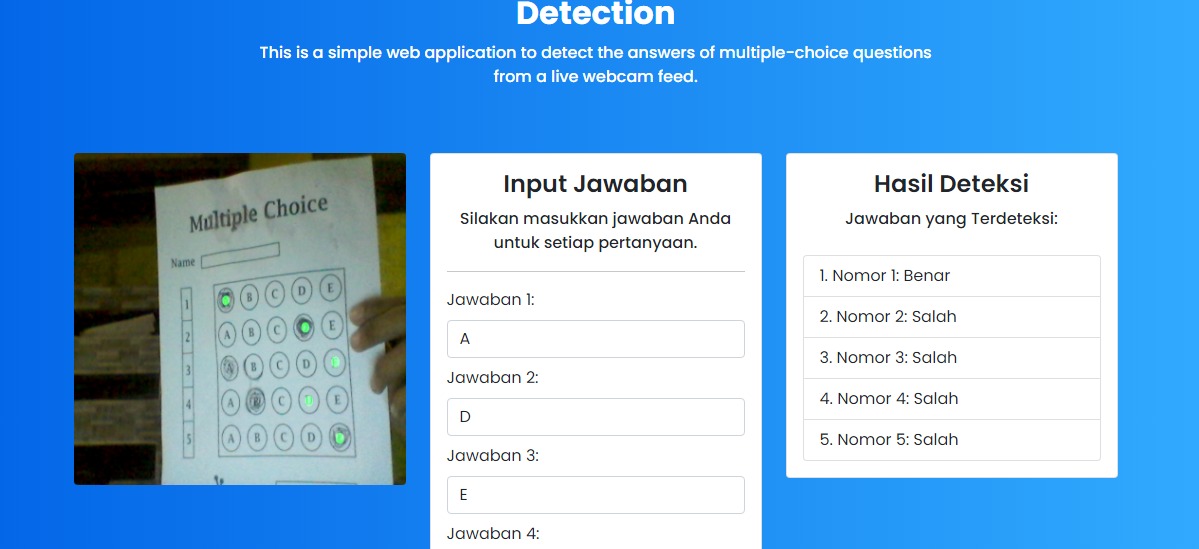 Detection
This is a simple web application to detect the answers of multiple-choice questions
from a live webcam feed.
Multiple Choice
Name
1
B C D E
2
A B C E
3
A B C D
4
A B C E
5
A B C D
Input Jawaban
Silakan masukkan jawaban Anda
untuk setiap pertanyaan.
Jawaban 1:
A
Jawaban 2:
D
Jawaban 3:
E
Jawaban 4:
Hasil Deteksi
Jawaban yang Terdeteksi:
1. Nomor 1: Benar
2. Nomor 2: Salah
3. Nomor 3: Salah
4. Nomor 4: Salah
5. Nomor 5: Salah